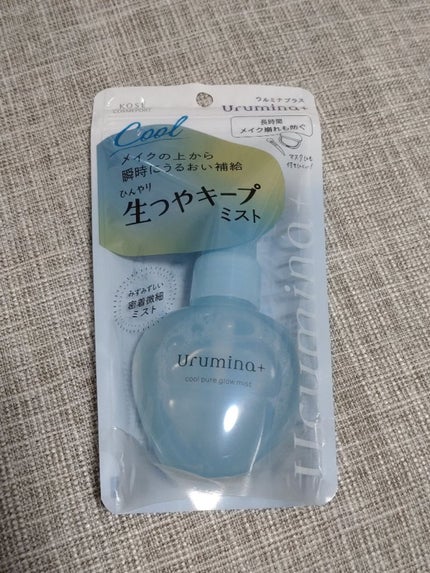 KOSÉ
COSMEPORT
ウルミナプラス
Urumina+
長時間
メイク崩れも防ぐ
Cool
メイクの上から
瞬時にうるおい補給
ひんやり
生つやキープ
ミスト
みずみずしい
密着微細
ミスト
Urumina+
cool pure glow mist
Urumina+